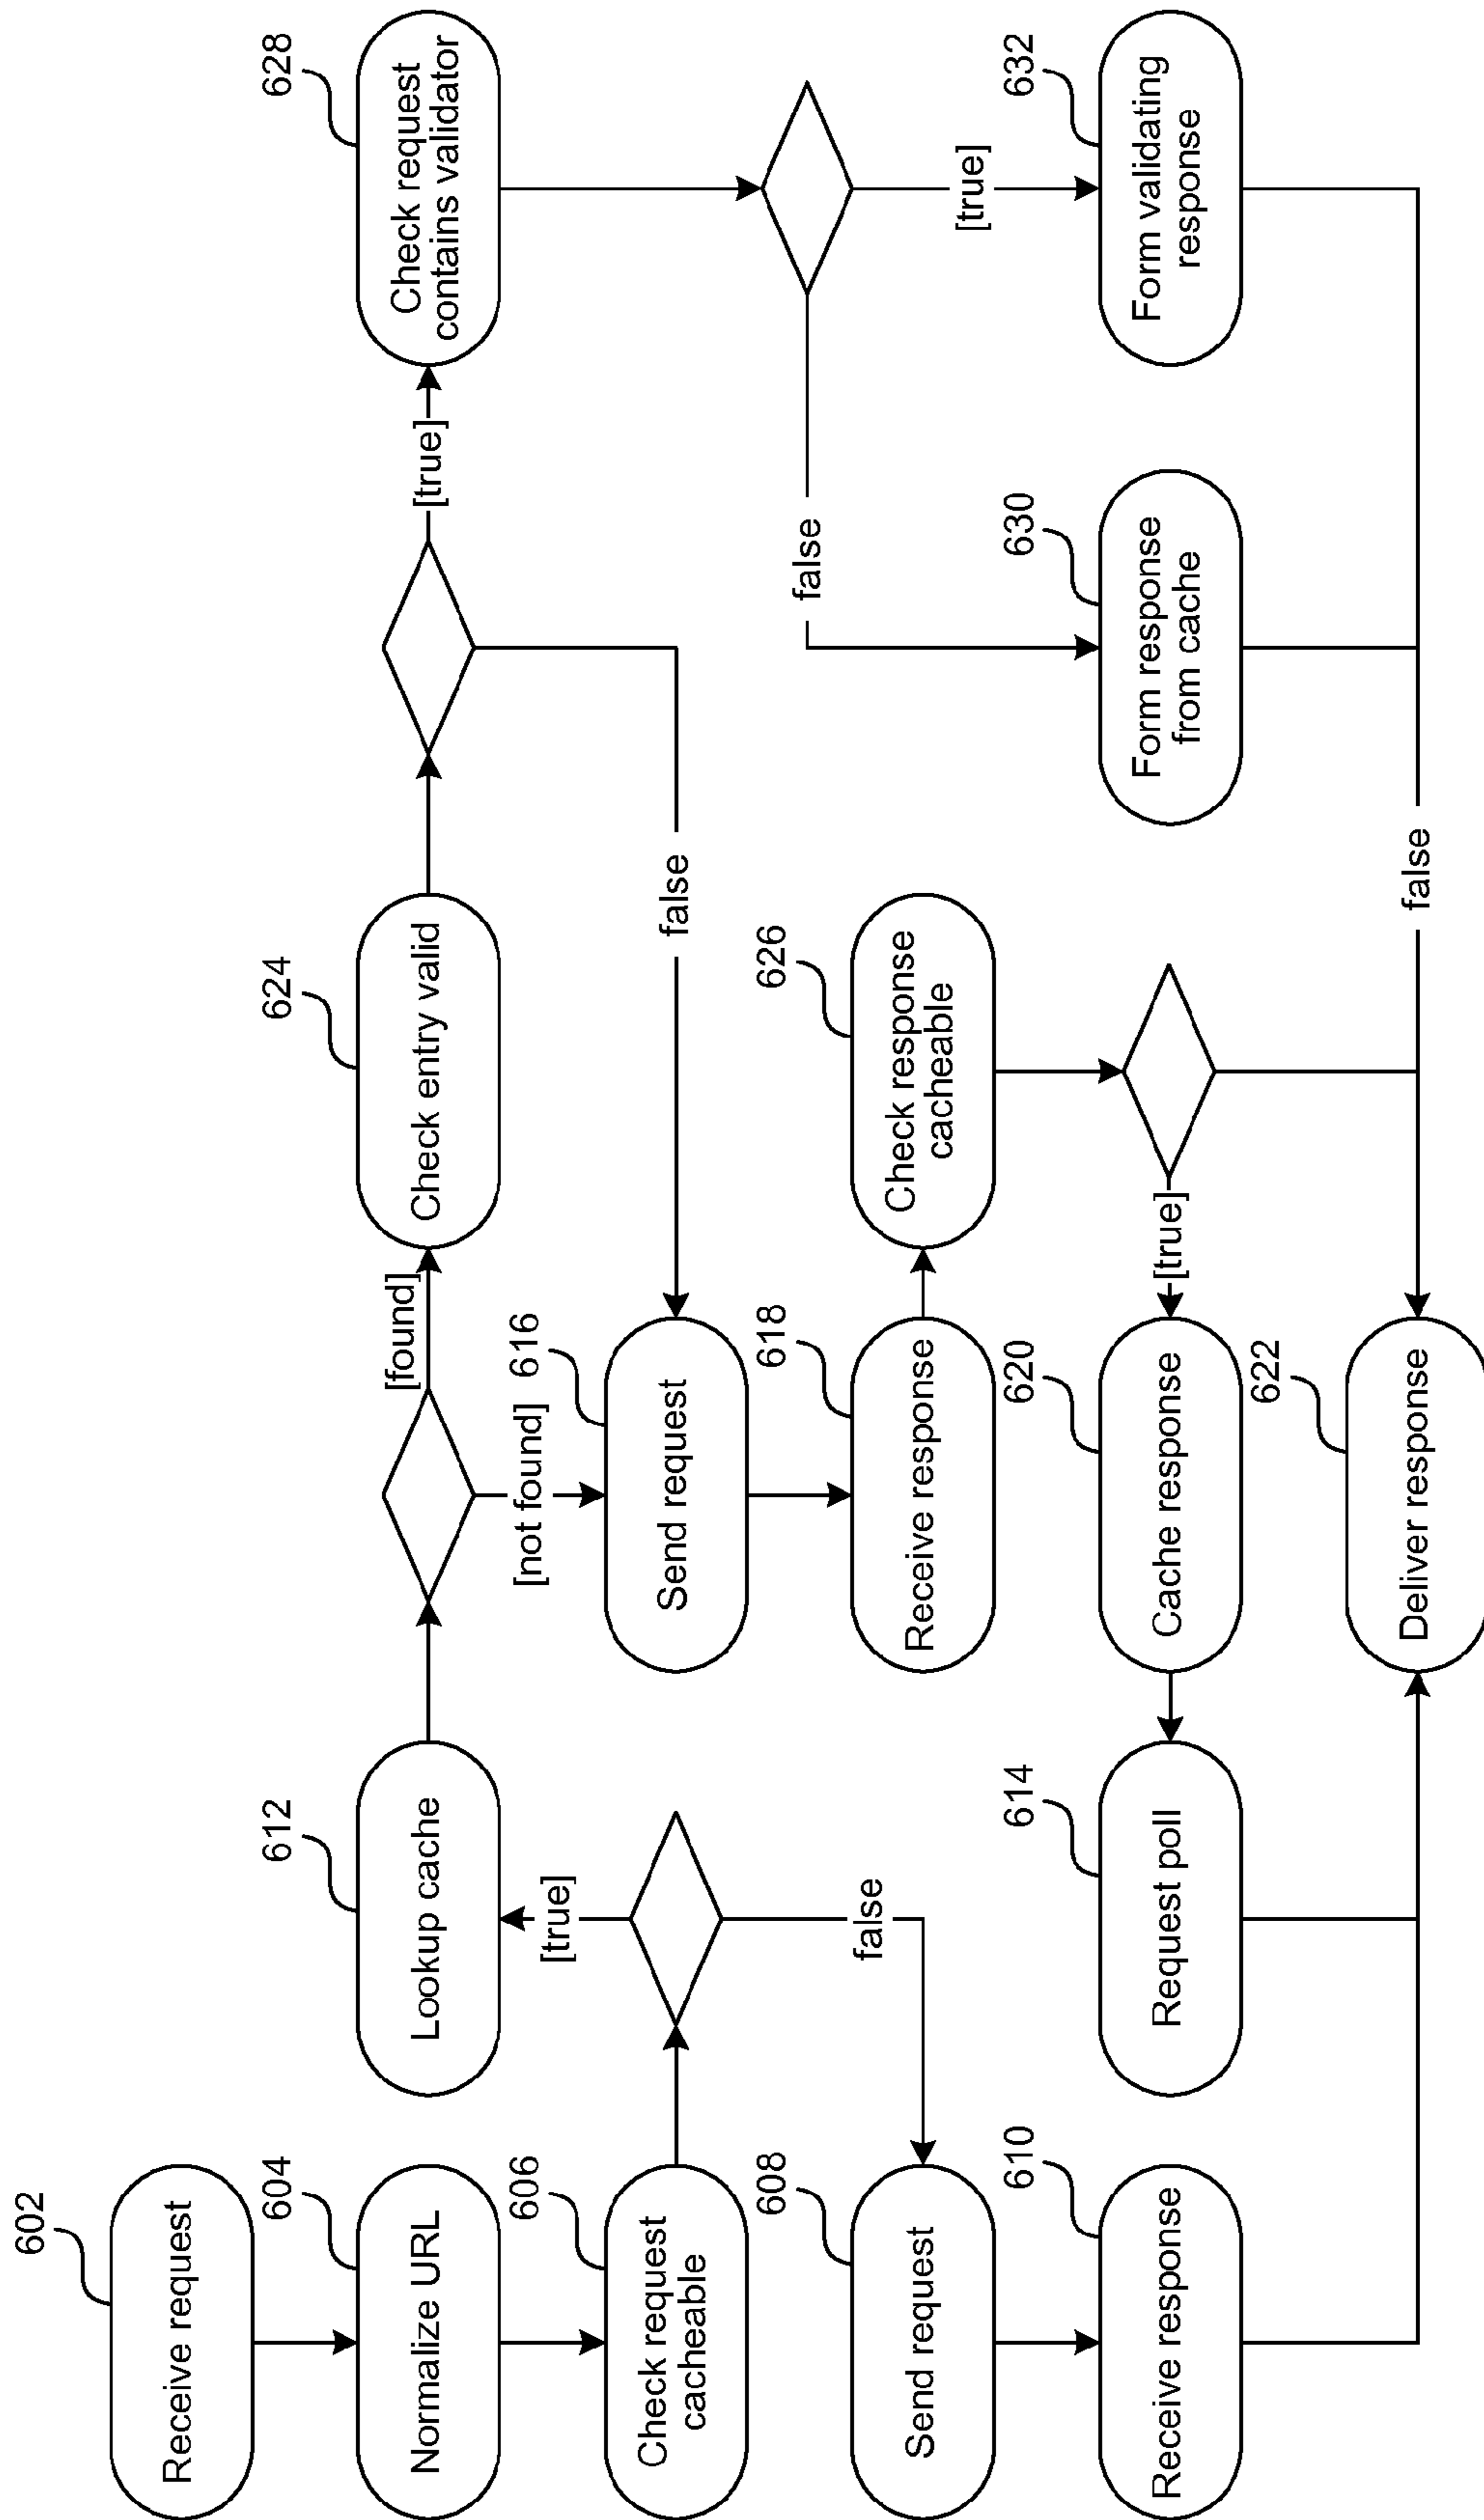 602
Receive request
604
Normalize URL
606
Check request
cacheable
608
Send request
610
Receive response
612
Lookup cache
[true]
false
614
Request poll
[found]
[not found]
616
Send request
618
Receive response
620
Cache response
622
Deliver response
624
Check entry valid
626
Check response
cacheable
[true]
false
[true]
false
628
Check request
contains validator
false
[true]
630
Form response
from cache
632
Form validating
response